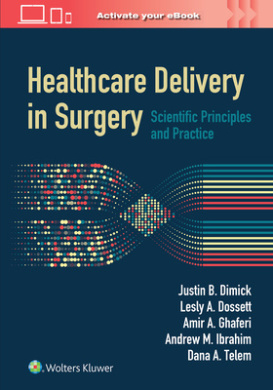 Activate your eBook
Healthcare Delivery
in Surgery
Scientific Principles
and Practice
Justin B. Dimick
Lesly A. Dossett
Amir A. Ghaferi
Andrew M. Ibrahim
Dana A. Telem
Wolters Kluwer